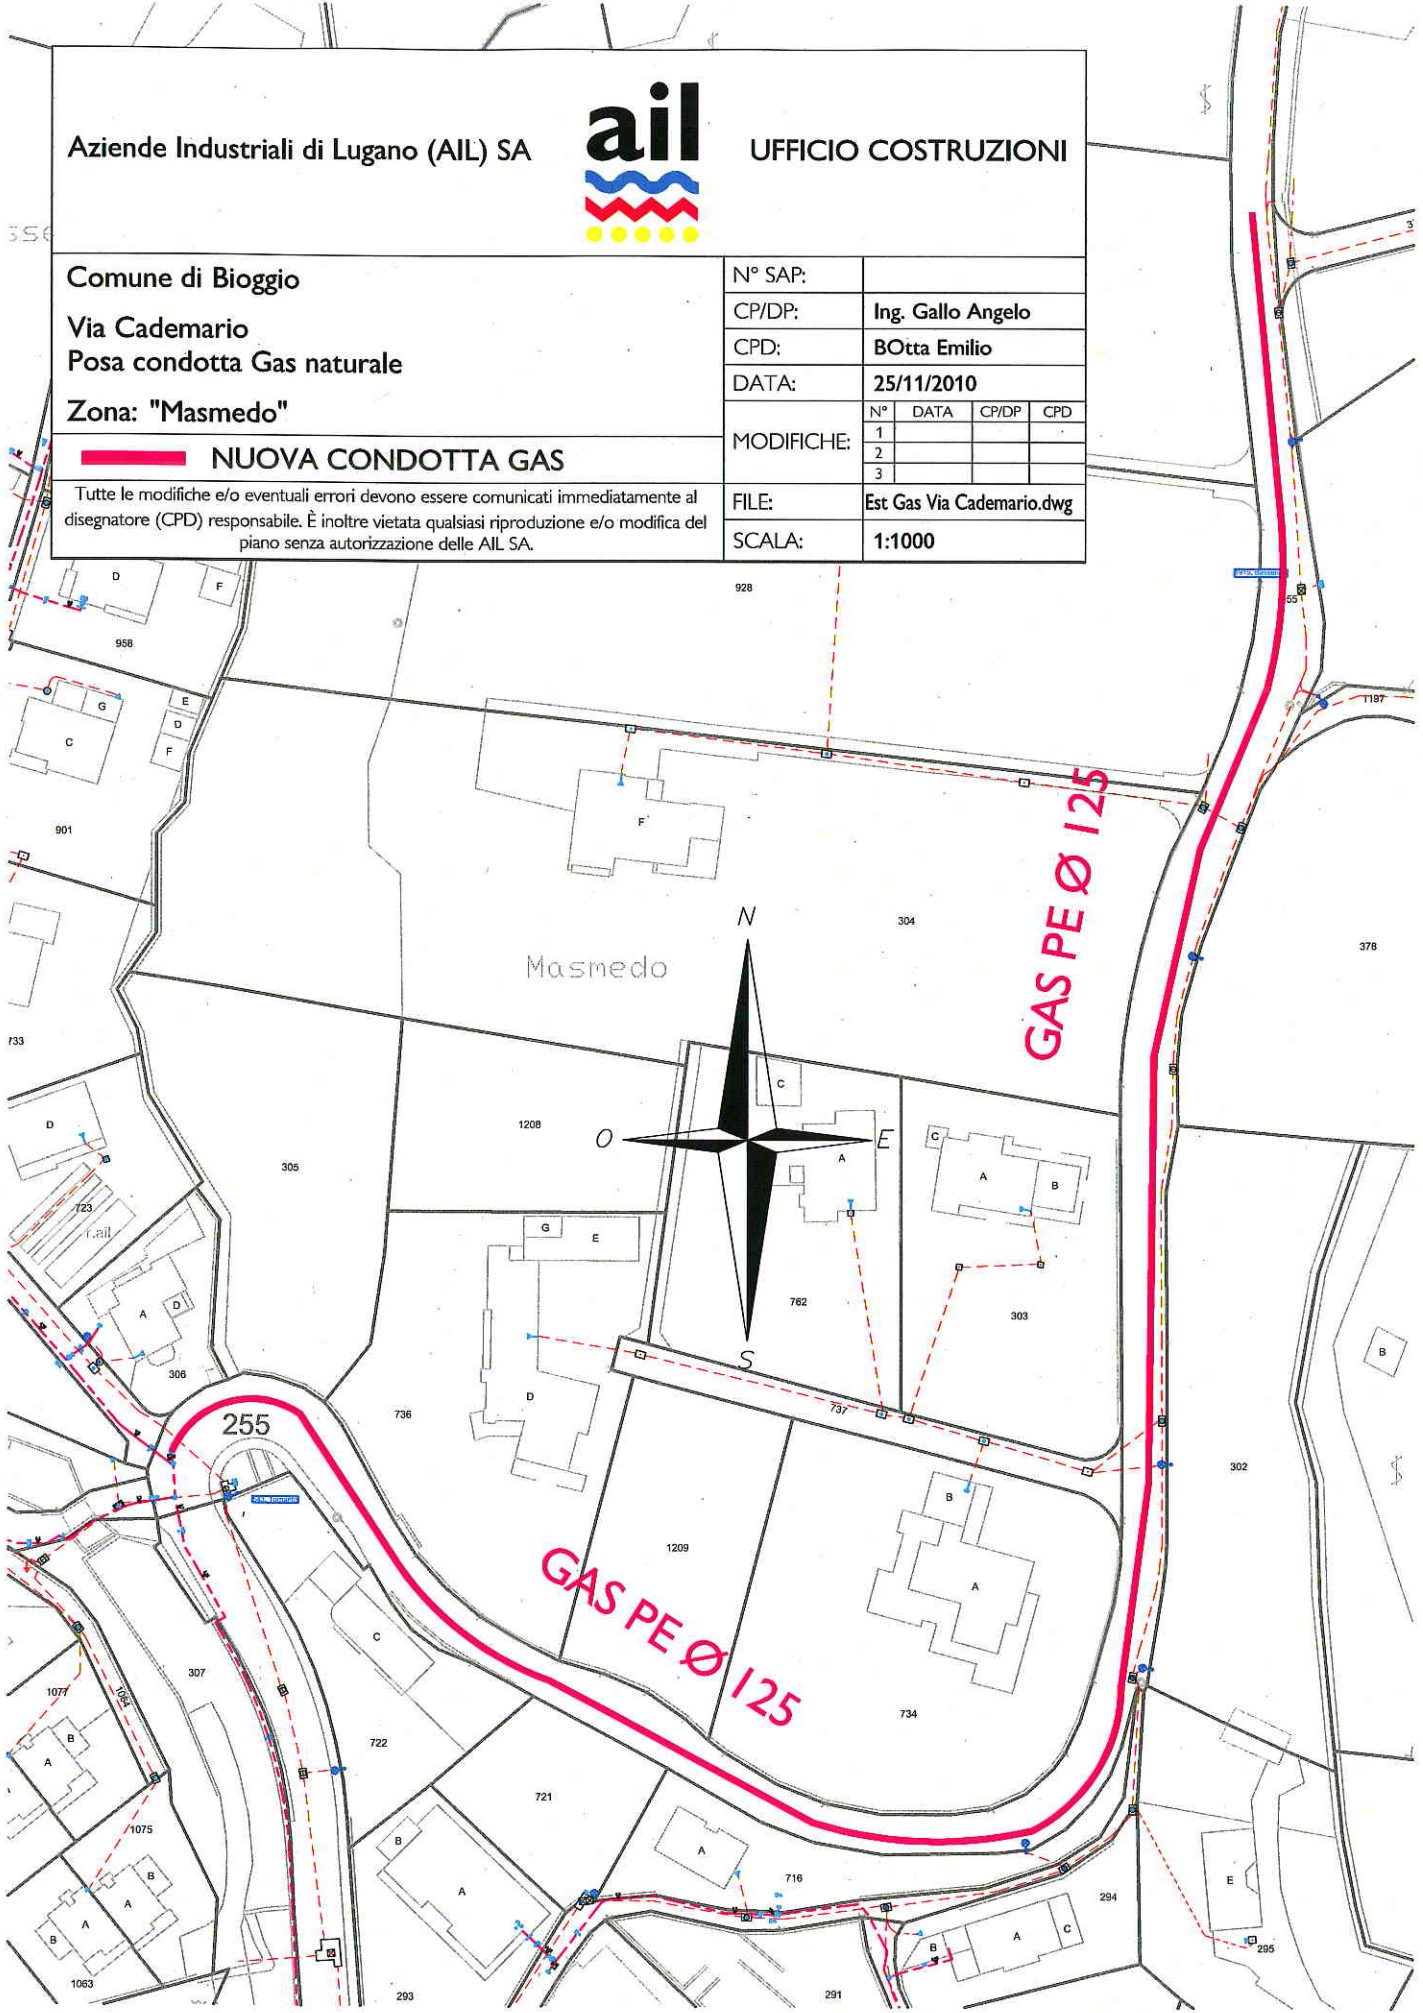 Aziende Industriali di Lugano (AIL) SA
ail
UFFICIO COSTRUZIONI
Comune di Bioggio
Via Cademario
Posa condotta Gas naturale
Zona: "Masmedo"
NUOVA CONDOTTA GAS
Tutte le modifiche e/o eventuali errori devono essere comunicati immediatamente al
disegnatore (CPD) responsabile. È inoltre vietata qualsiasi riproduzione e/o modifica del
piano senza autorizzazione delle AIL SA.
N° SAP:
CP/DP: Ing. Gallo Angelo
CPD: BOtta Emilio
DATA: 25/11/2010
MODIFICHE:
N° DATA CP/DP CPD
1
2
3
FILE: Est Gas Via Cademario.dwg
SCALA: 1:1000
D
F
928
958
G
E
D
C
F
1197
901
F
304
378
GAS PE Ø 125
Masmedo
N
O
E
S
733
D
1208
305
C
A
C
A
B
723
r.ail
G
E
762
303
A
D
306
B
D
736
737
255
302
B
1209
A
GAS PE Ø 125
C
307
1077
1084
B
A
722
734
721
1075
B
A
716
B
A
B
A
A
B
E
294
C
A
B
295
1063
293
291